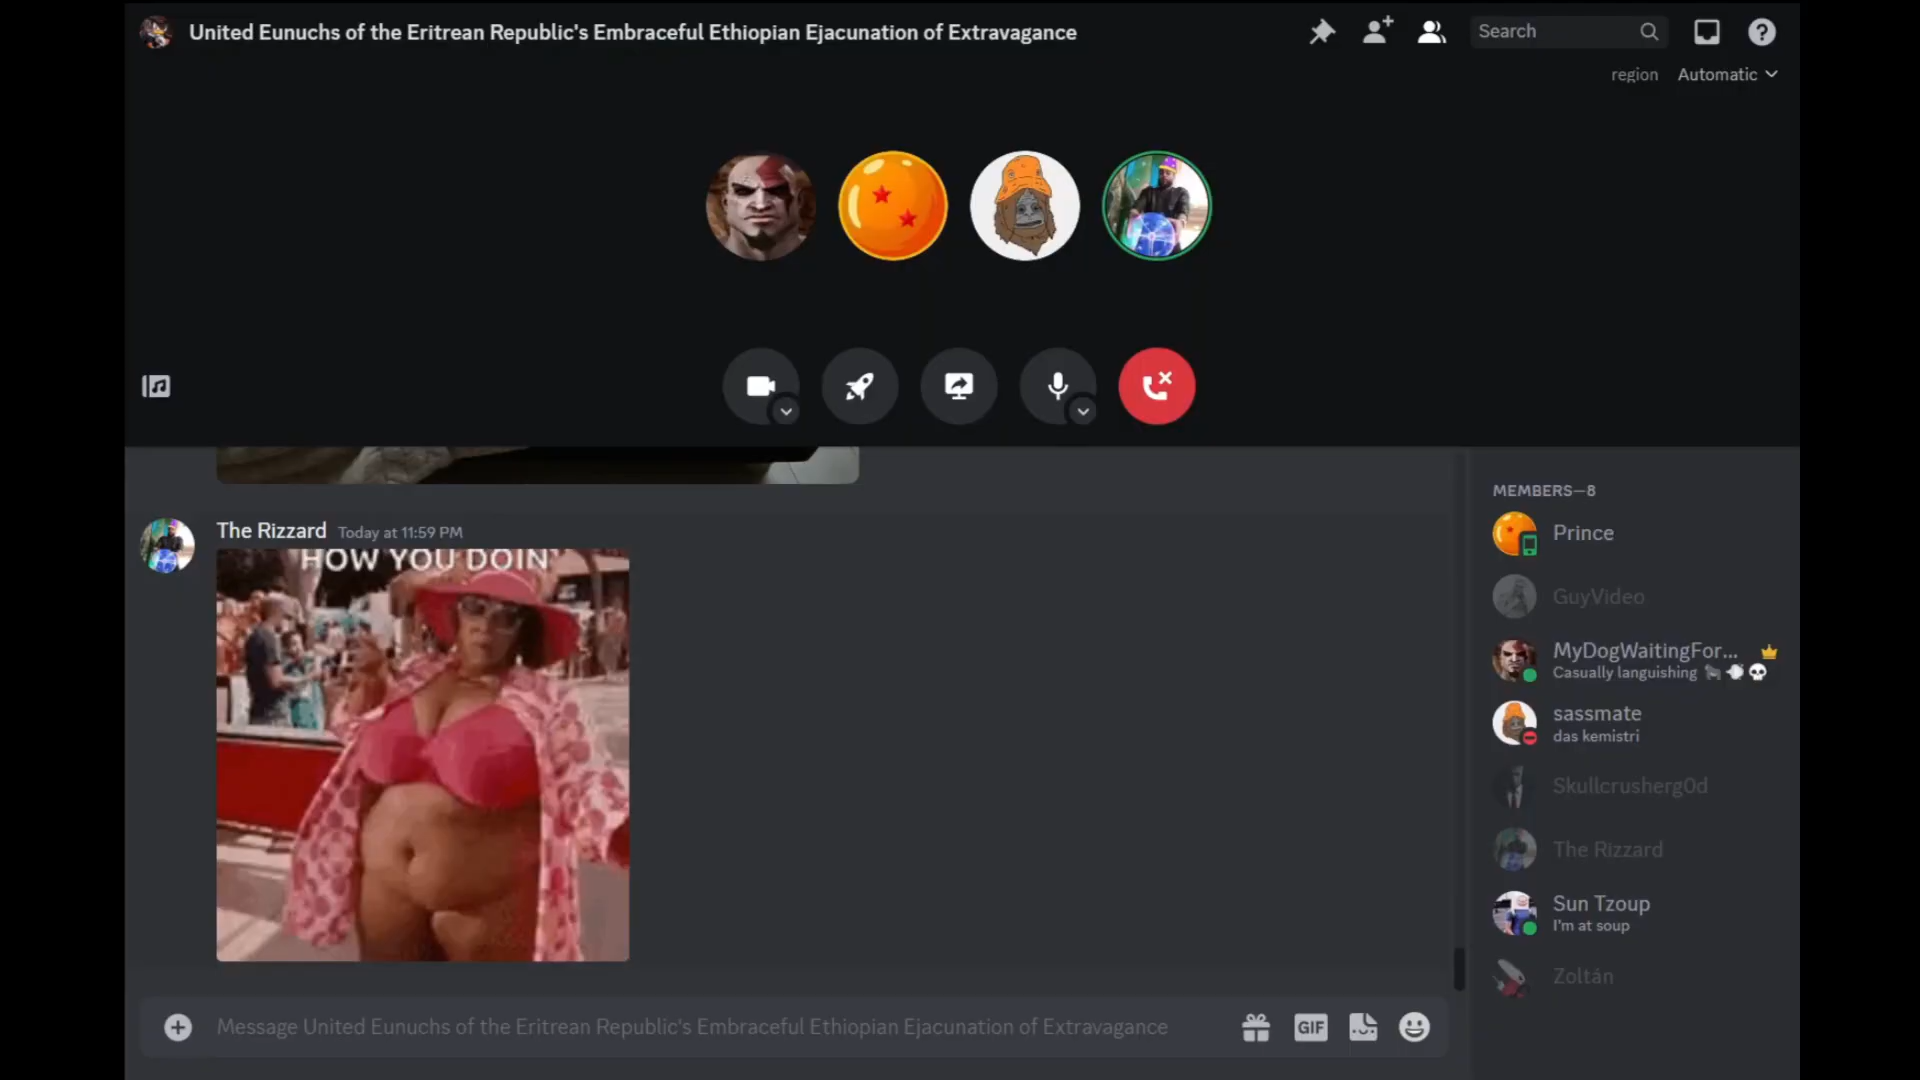 United Eunuchs of the Eritrean Republic's Embraceful Ethiopian Ejacunation of Extravagance
Search
region Automatic
The Rizzard Today at 11:59 PM
HOW YOU DOIN'
MEMBERS—8
Prince
GuyVideo
MyDogWaitingFor...
Casually languishing
sassmate
das kemistri
Skullcrusherg0d
The Rizzard
Sun Tzoup
I'm at soup
Zoltán
Message United Eunuchs of the Eritrean Republic's Embraceful Ethiopian Ejacunation of Extravagance
GIF